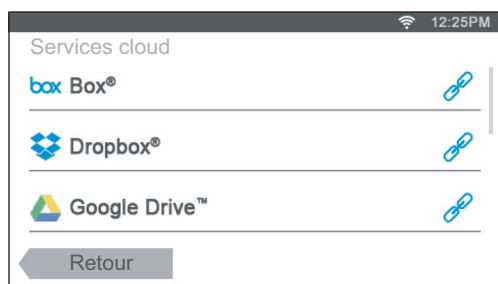 12:25PM
Services cloud
box Box®
Dropbox®
Google Drive™
Retour